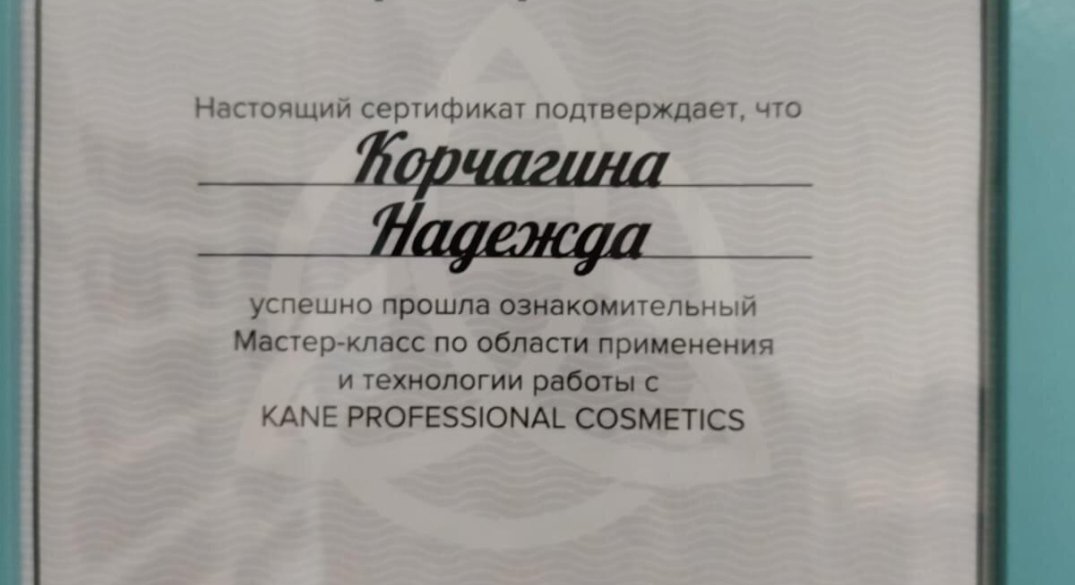 Настоящий сертификат подтверждает, что
Корчагина
Надежда
успешно прошла ознакомительный
Мастер-класс по области применения
и технологии работы с
KANE PROFESSIONAL COSMETICS